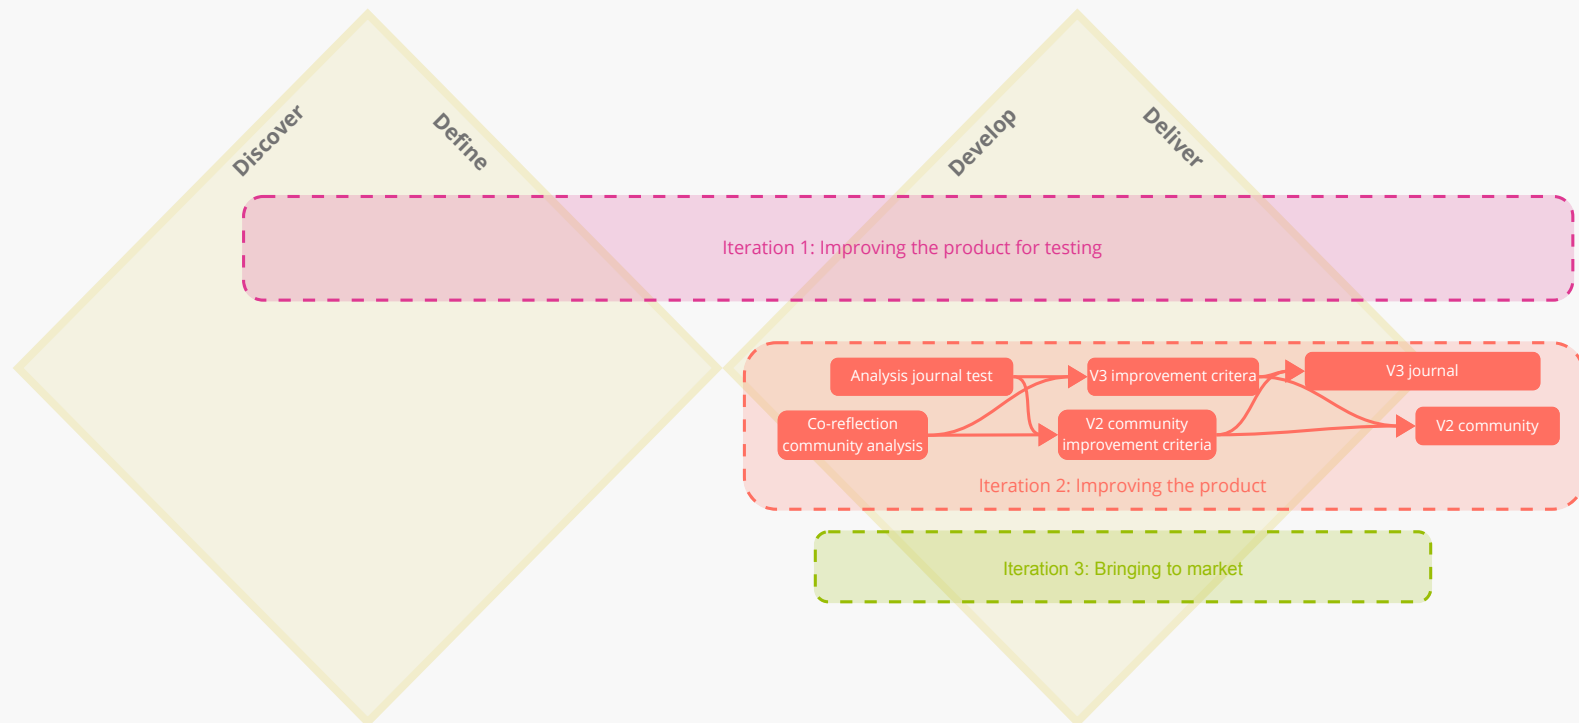 Discover
Define
Develop
Deliver
Iteration 1: Improving the product for testing
Analysis journal test
V3 improvement critera
V3 journal
Co-reflection
community analysis
V2 community
improvement criteria
V2 community
Iteration 2: Improving the product
Iteration 3: Bringing to market